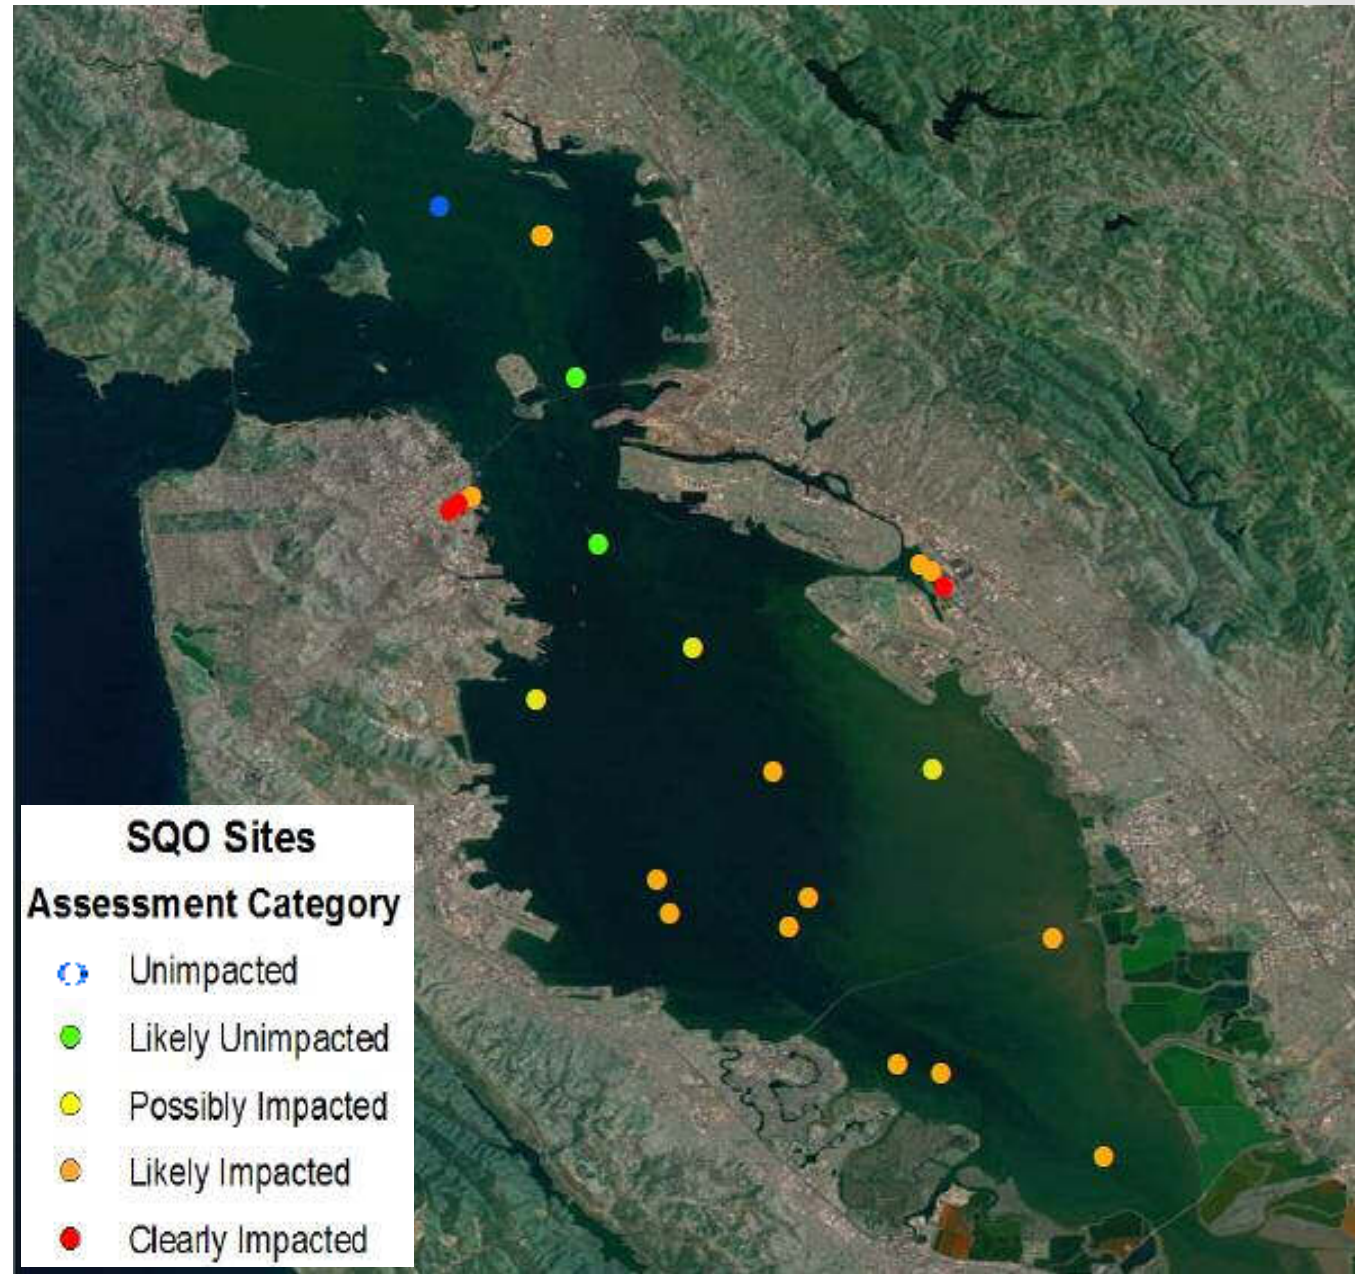 SQO Sites
Assessment Category
Unimpacted
Likely Unimpacted
Possibly Impacted
Likely Impacted
Clearly Impacted